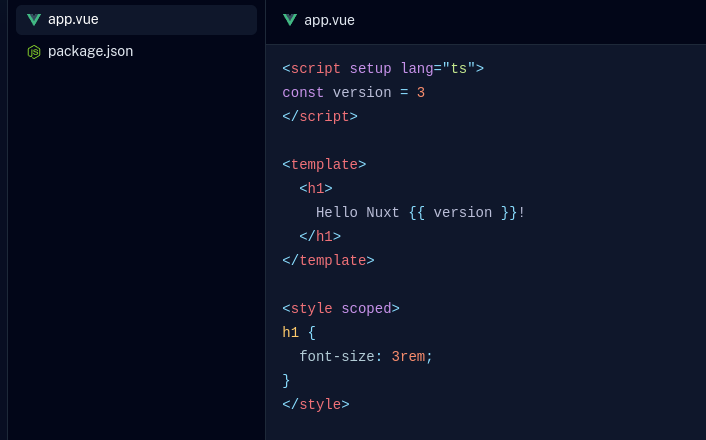 app.vue
package.json
app.vue
<script setup lang="ts">
const version = 3
</script>

<template>
  <h1>
    Hello Nuxt {{ version }}!
  </h1>
</template>

<style scoped>
h1 {
  font-size: 3rem;
}
</style>